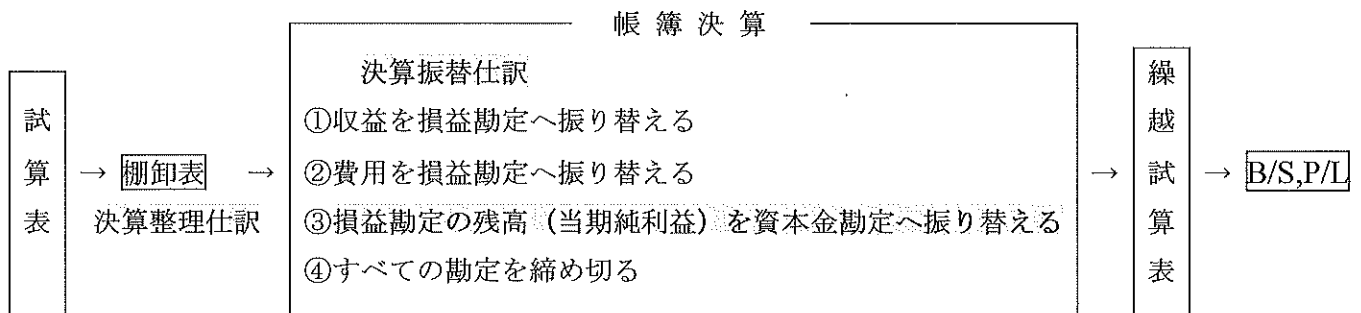 帳簿決算
試算表
→ 棚卸表 →
決算整理仕訳
決算振替仕訳
①収益を損益勘定へ振り替える
②費用を損益勘定へ振り替える
③損益勘定の残高（当期純利益）を資本金勘定へ振り替える
④すべての勘定を締め切る
→
繰越試算表
→ B/S,P/L